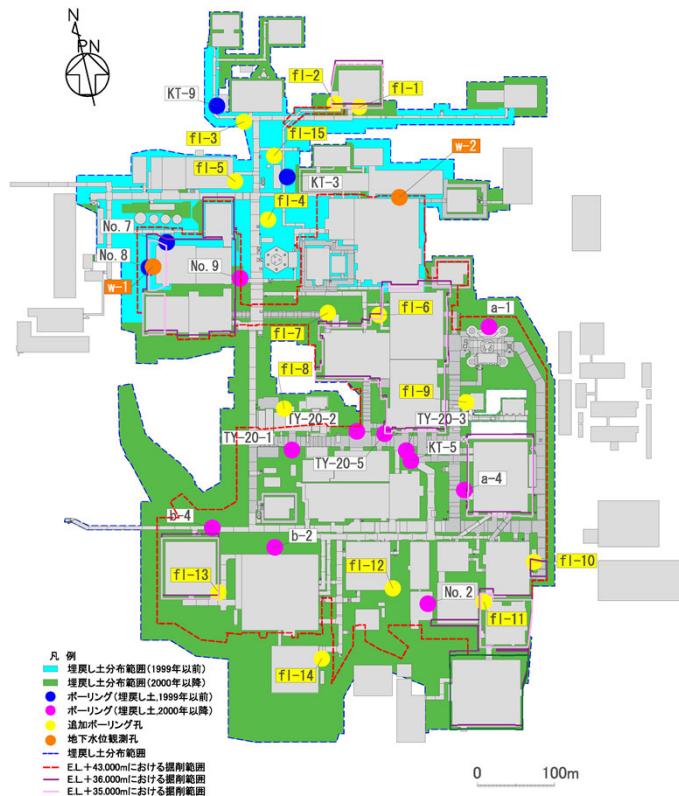 N
PN
fl-2
fl-1
KT-9
fl-3
fl-15
w-2
fl-5
KT-3
fl-4
No.7
No.8
No.9
w-1
fl-6
a-1
fl-7
fl-8
fl-9
TY-20-2
TY-20-3
TY-20-1
KT-5
TY-20-5
a-4
b-4
b-2
fl-10
fl-12
fl-13
No.2
fl-11
fl-14
凡 例
埋戻し土分布範囲(1999年以前)
埋戻し土分布範囲(2000年以降)
ボーリング(埋戻し土,1999年以前)
ボーリング(埋戻し土,2000年以降)
追加ボーリング孔
地下水位観測孔
埋戻し土分布範囲
E.L.+43.000mにおける掘削範囲
E.L.+36.000mにおける掘削範囲
E.L.+35.000mにおける掘削範囲
0 100m